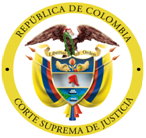 REPÚBLICA DE COLOMBIA
CORTE SUPREMA DE JUSTICIA